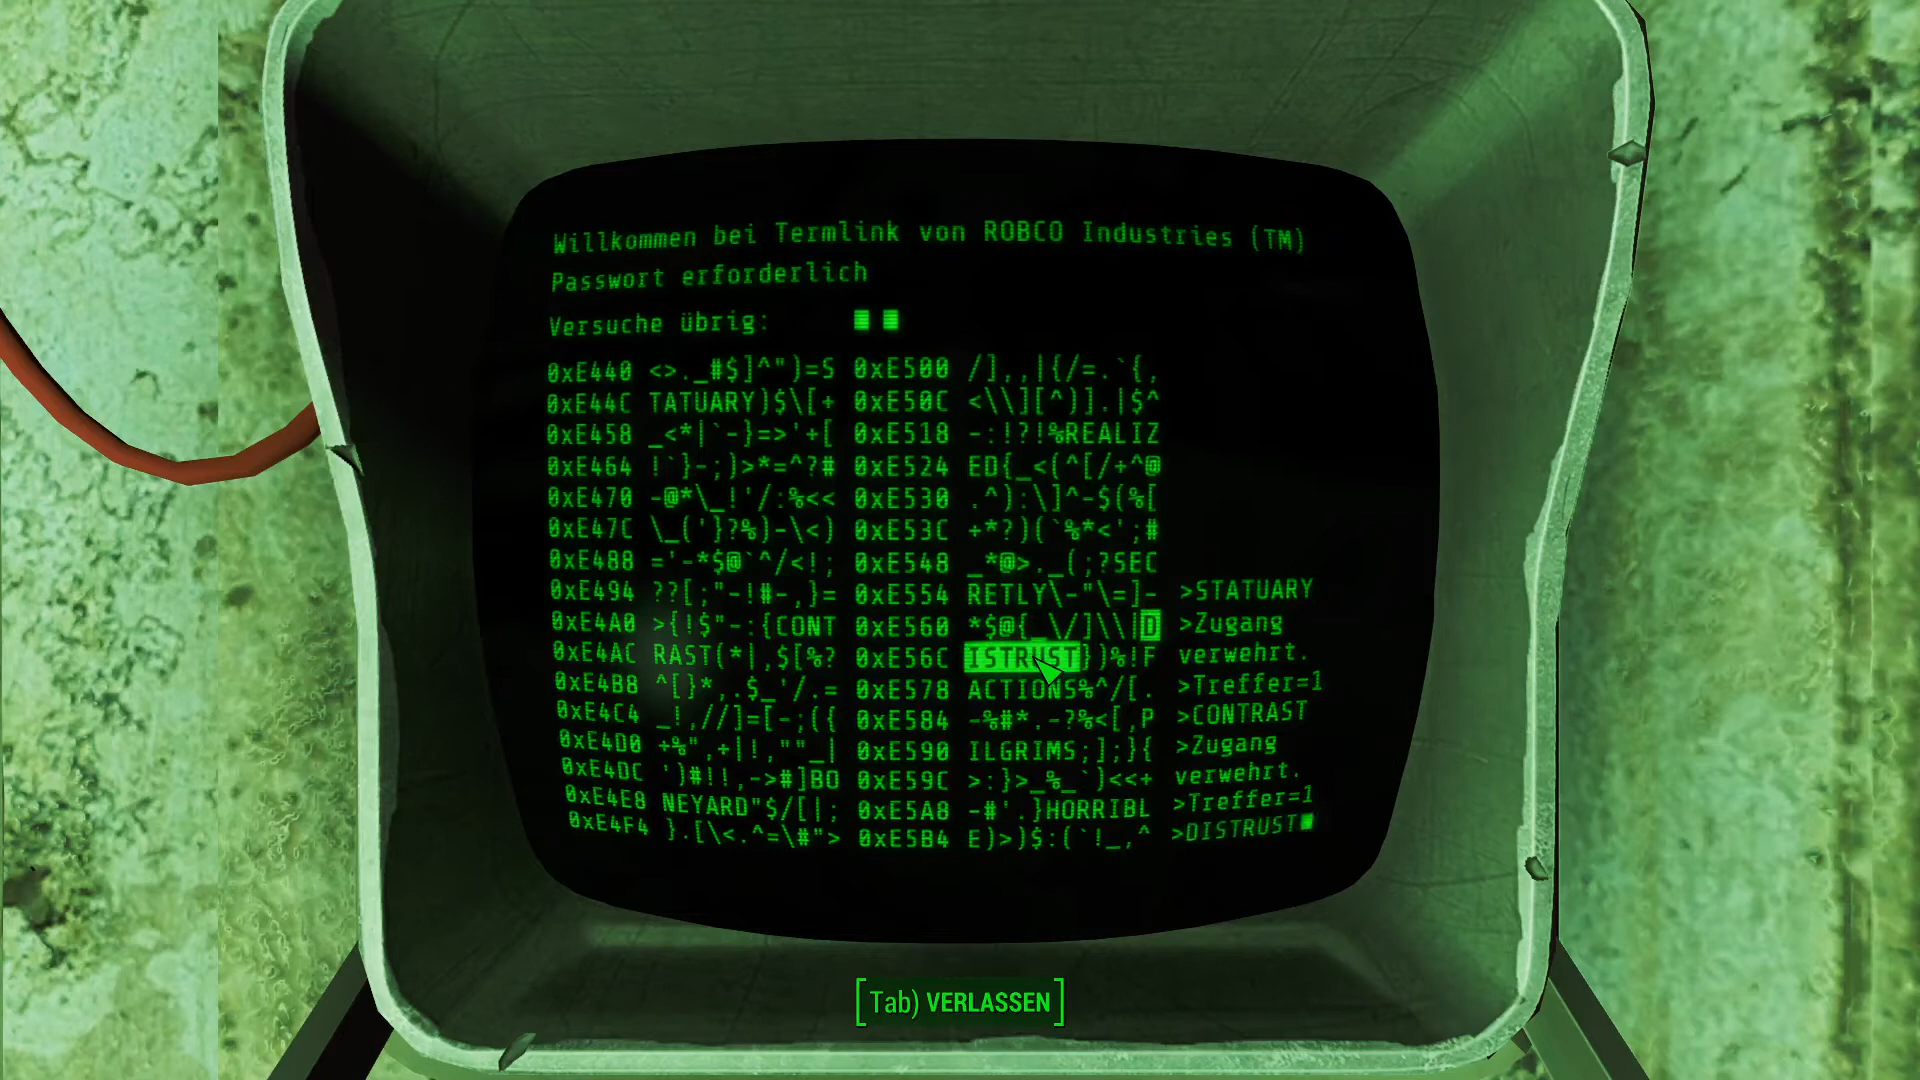 Willkommen bei Termlink von ROBCO Industries (TM)
Passwort erforderlich
Versuche übrig:
0xE440 <>._#$]^")=S 0xE500 /],,|{/=.`{,
0xE44C TATUARY)$\[+ 0xE50C <\\][^)].|$^
0xE458 _<*|`-}=>'+[ 0xE518 -:!?!%REALIZ
0xE464 !`}-;)>*=^?# 0xE524 ED{_<(^[/+^@
0xE470 -@*\_!'/:%<< 0xE530 .^):\]^-$(%[
0xE47C \_('}?%)-\<) 0xE53C +*?)(`%*<';#
0xE488 ='-*$@`^/<!; 0xE548 _*@>._(;?SEC
0xE494 ??[;"-!#-,}= 0xE554 RETLY\-"\=]- >STATUARY
0xE4A0 >{!$"-:{CONT 0xE560 *$@{_\/]\\|D >Zugang
0xE4AC RAST(*|,$[%? 0xE56C ISTRUST})%!F verwehrt.
0xE4B8 ^[}*,.$_'/.= 0xE578 ACTIONS%^/[. >Treffer=1
0xE4C4 _!,//]=[-;({ 0xE584 -%#*.-?%<[,P >CONTRAST
0xE4D0 +%",+|!,""_| 0xE590 ILGRIMS;];}{ >Zugang
0xE4DC ')#!!,->#]BO 0xE59C >:}>_%_`)<<+ verwehrt.
0xE4E8 NEYARD"$/[|; 0xE5A8 -#'.}HORRIBL >Treffer=1
0xE4F4 }.[\<.^=\#"> 0xE5B4 E)>)$:(`!_,^ >DISTRUST
[Tab) VERLASSEN]